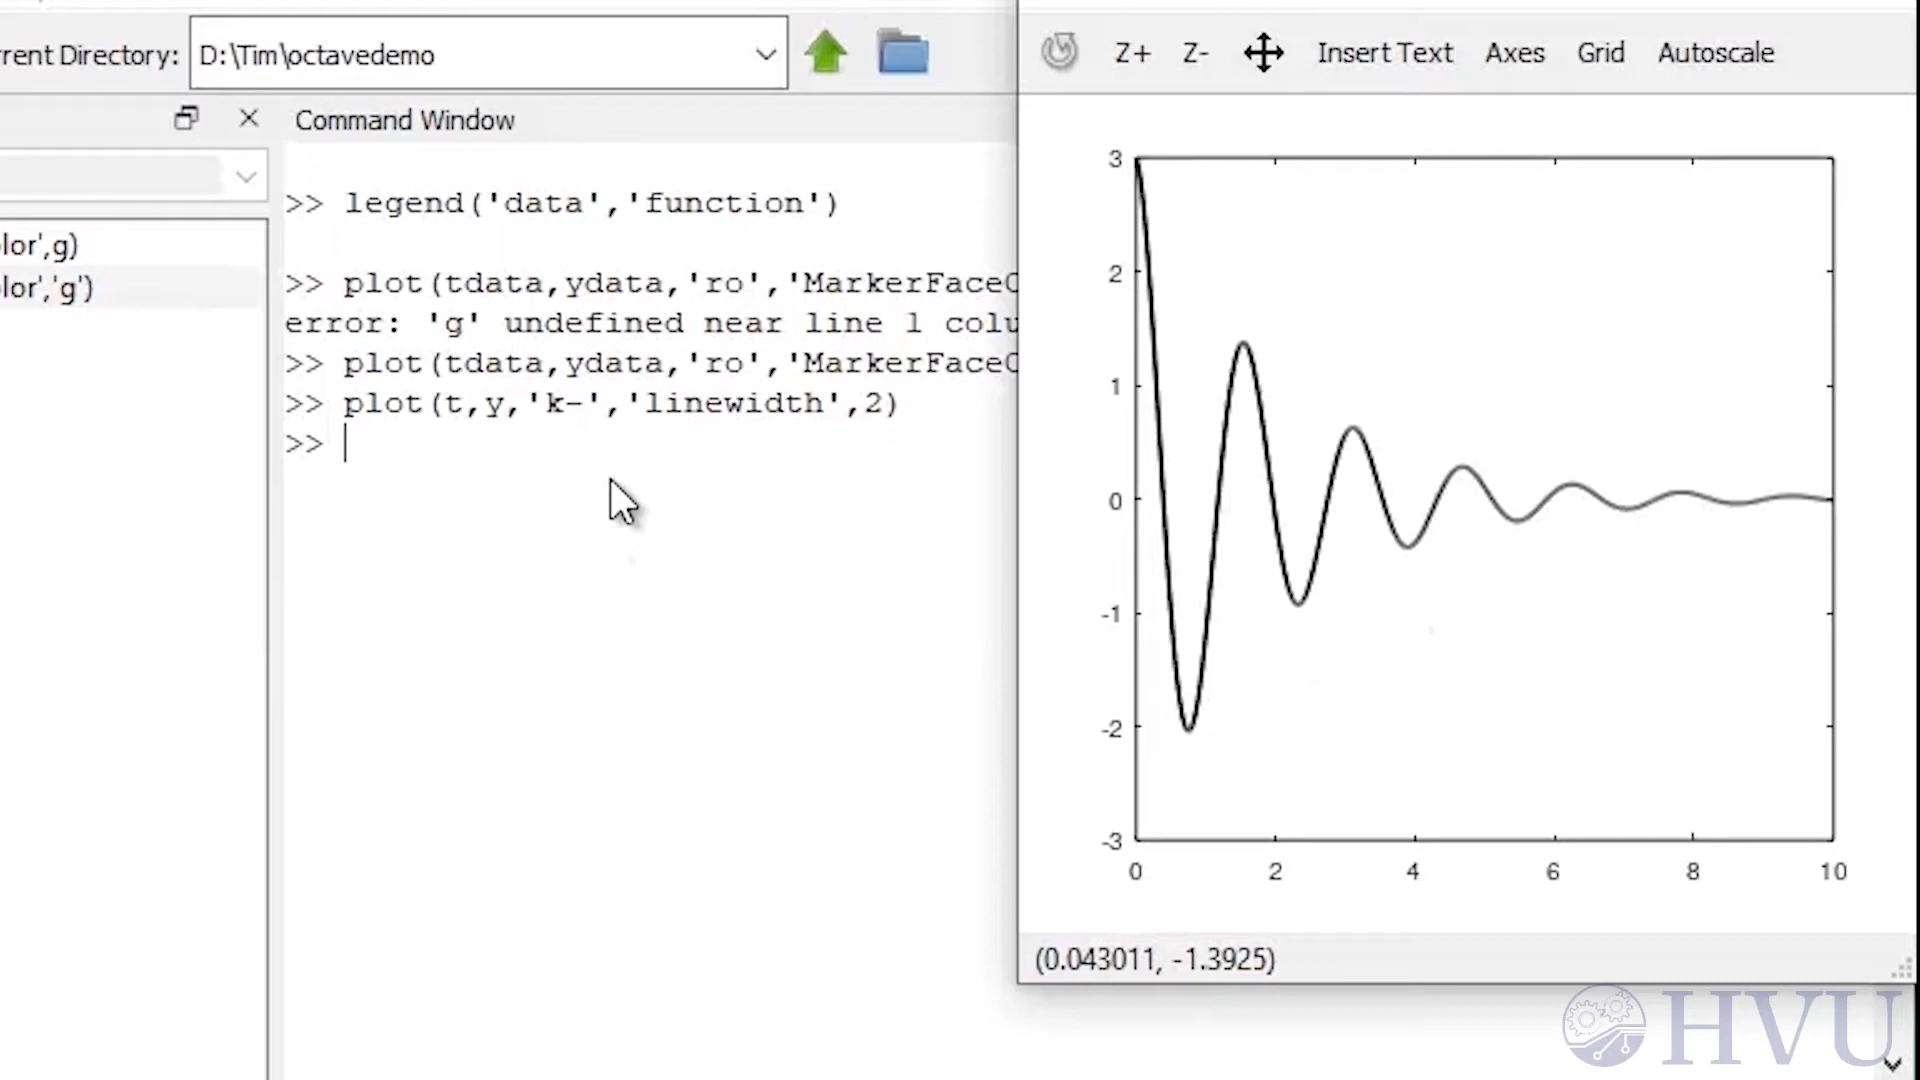 rrent Directory: D:\Tim\octavedemo
Z+ Z- Insert Text Axes Grid Autoscale
Command Window
lor',g)
lor','g')
>> legend('data','function')
>> plot(tdata,ydata,'ro','MarkerFaceC
error: 'g' undefined near line 1 colu
>> plot(tdata,ydata,'ro','MarkerFaceC
>> plot(t,y,'k-','linewidth',2)
>>
3
2
1
0
-1
-2
-3
0 2 4 6 8 10
(0.043011, -1.3925)
HVU